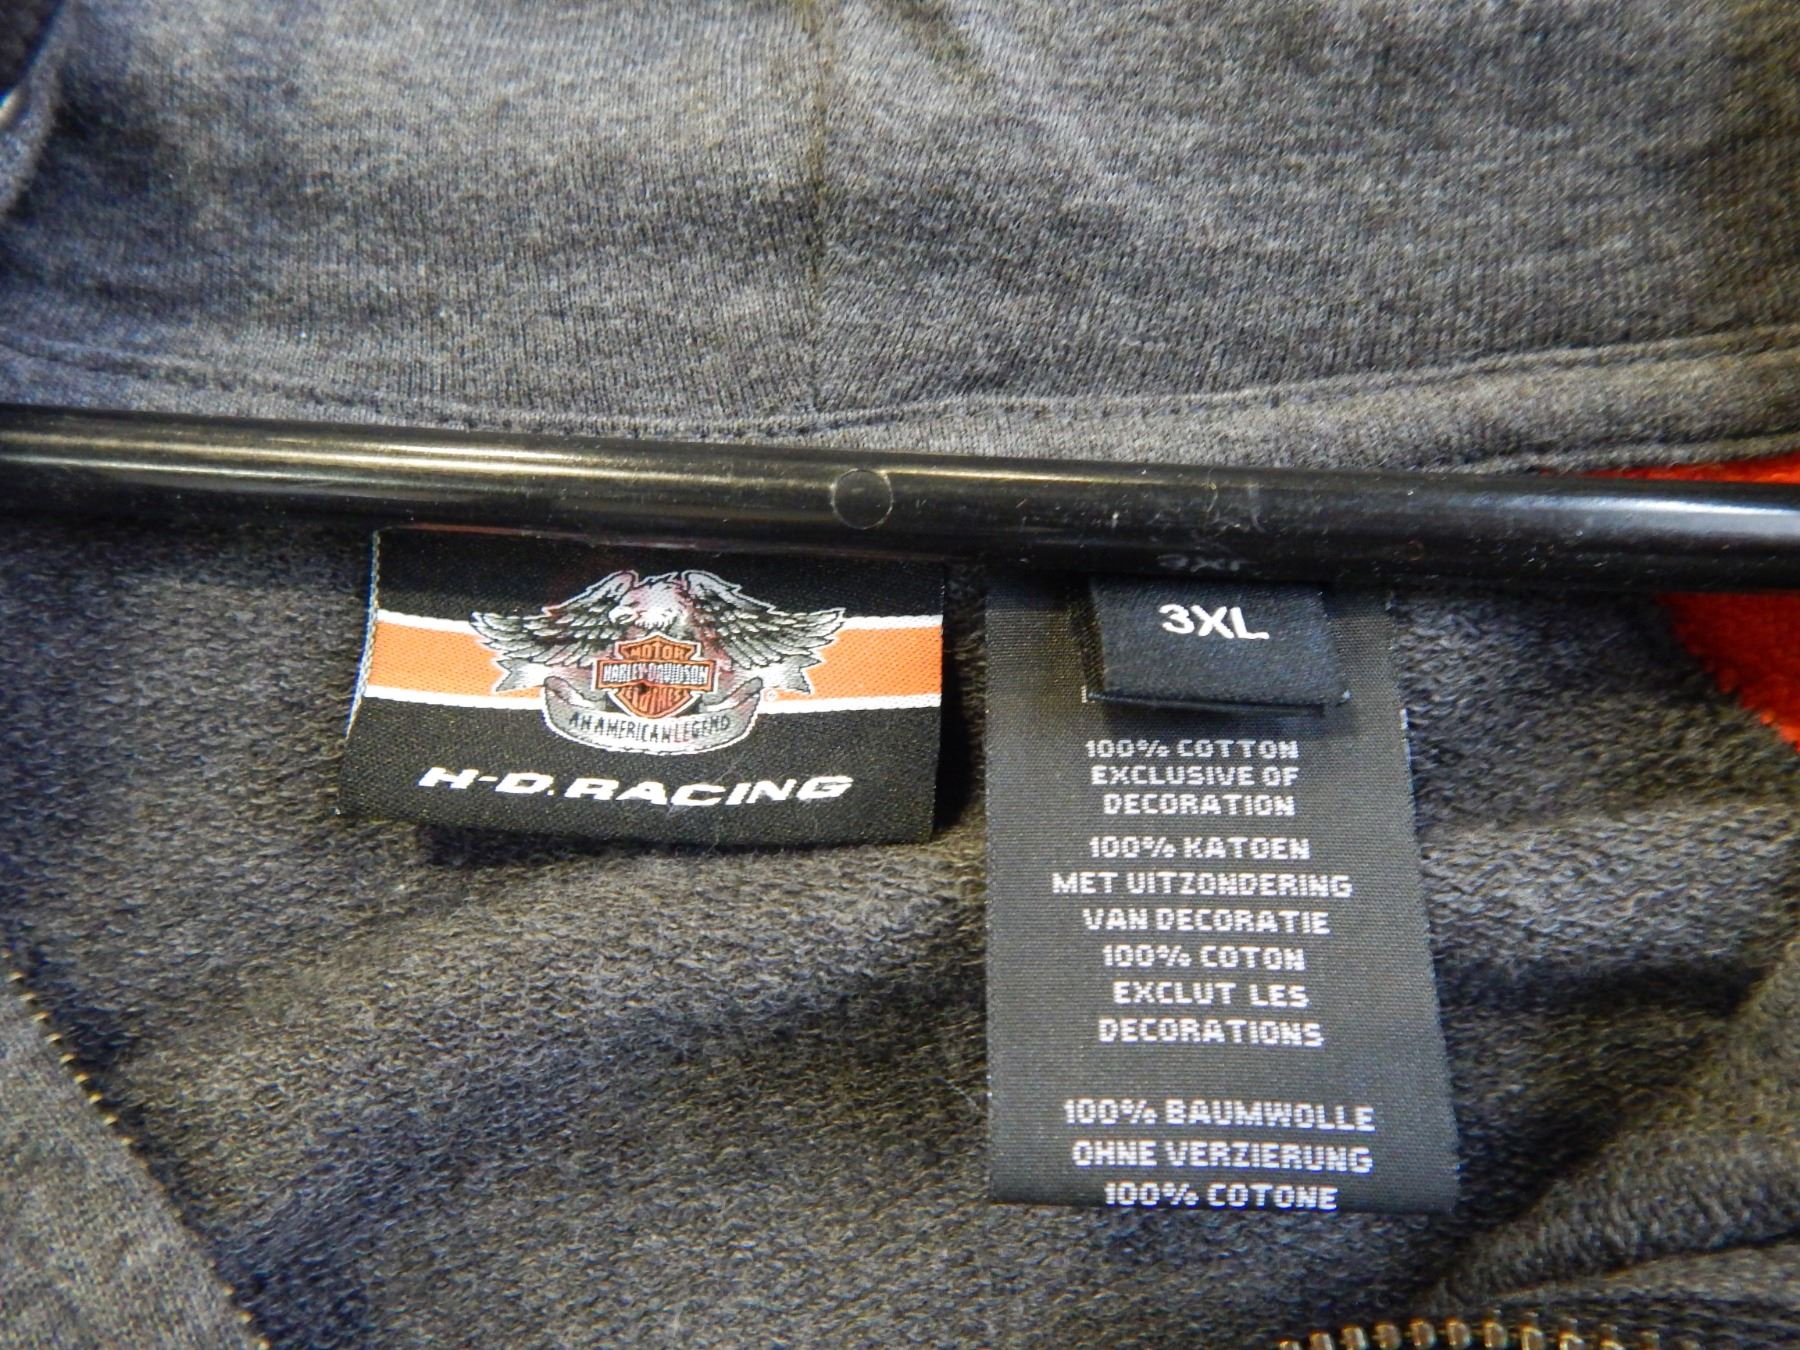 MOTOR
HARLEY-DAVIDSON
CLOTHES
®
AN AMERICAN LEGEND
H-D.RACING
3XL
100% COTTON
EXCLUSIVE OF
DECORATION
100% KATOEN
MET UITZONDERING
VAN DECORATIE
100% COTON
EXCLUT LES
DECORATIONS
100% BAUMWOLLE
OHNE VERZIERUNG
100% COTONE